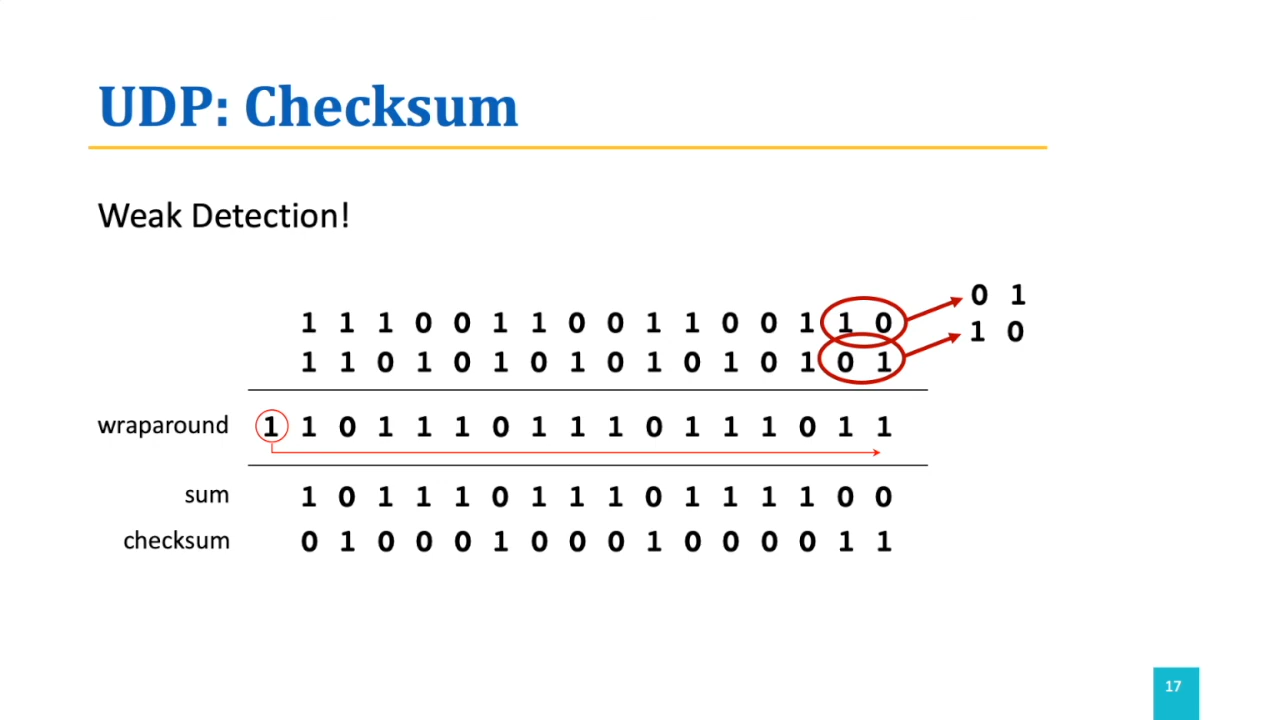 UDP: Checksum
Weak Detection!
0 1
1 1 1 0 0 1 1 0 0 1 1 0 0 1 1 0
1 0
1 1 0 1 0 1 0 1 0 1 0 1 0 1 0 1
wraparound 1 1 0 1 1 1 0 1 1 1 0 1 1 1 0 1 1
sum 1 0 1 1 1 0 1 1 1 0 1 1 1 1 0 0
checksum 0 1 0 0 0 1 0 0 0 1 0 0 0 0 1 1
17